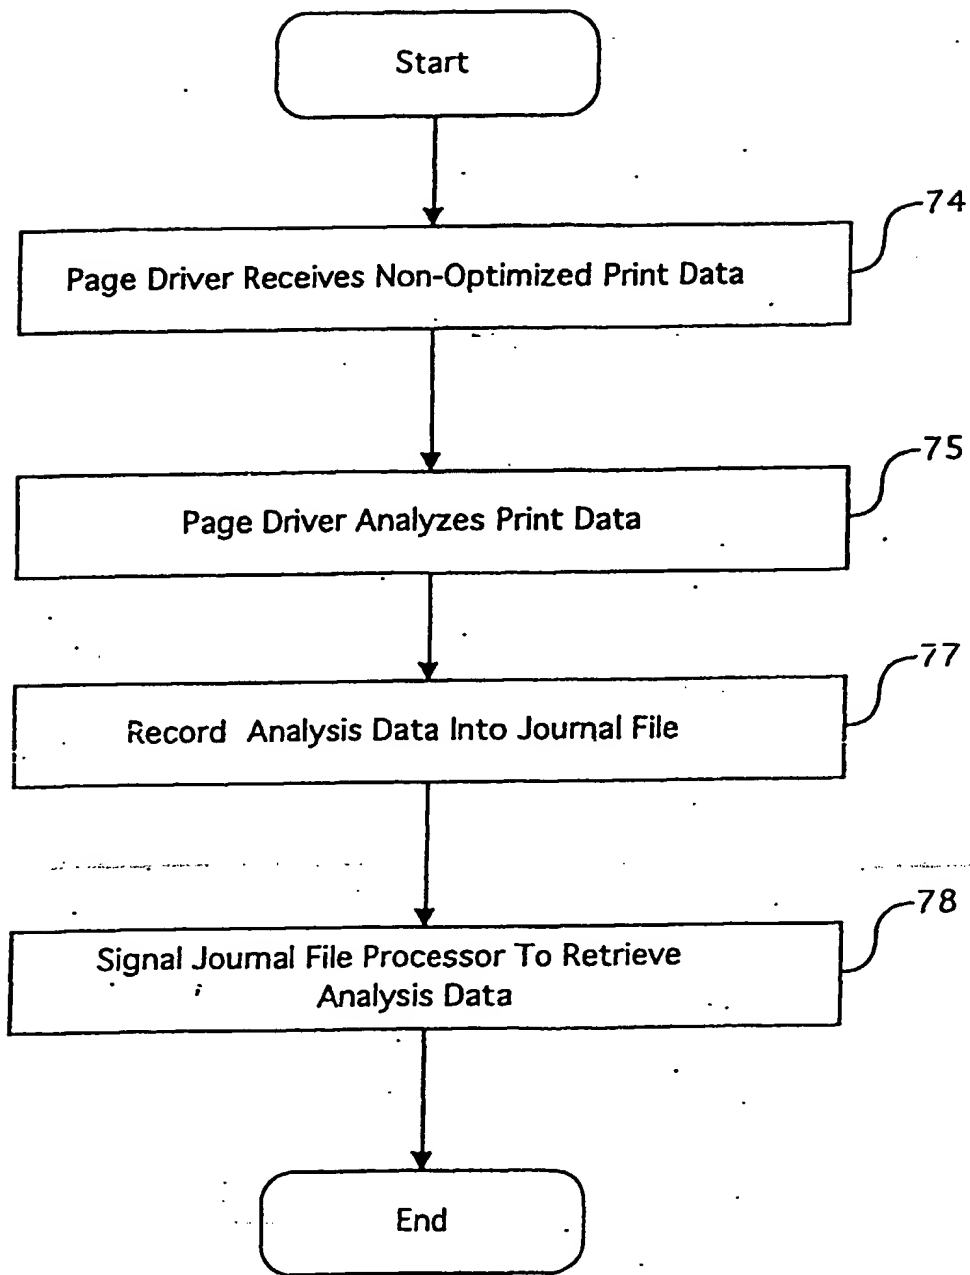 Start
74
Page Driver Receives Non-Optimized Print Data
75
Page Driver Analyzes Print Data
77
Record Analysis Data Into Journal File
78
Signal Journal File Processor To Retrieve
Analysis Data
End